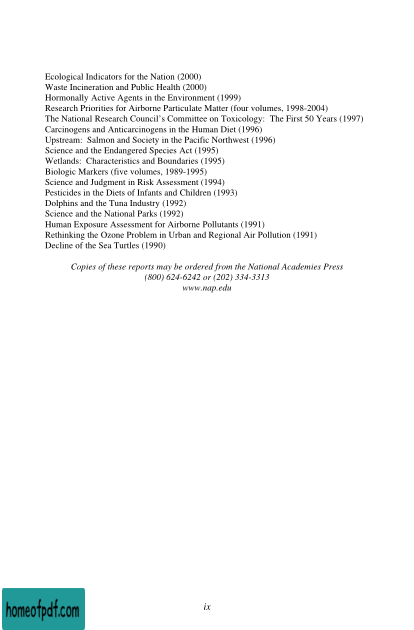 Ecological Indicators for the Nation (2000)
Waste Incineration and Public Health (2000)
Hormonally Active Agents in the Environment (1999)
Research Priorities for Airborne Particulate Matter (four volumes, 1998-2004)
The National Research Council's Committee on Toxicology:  The First 50 Years (1997)
Carcinogens and Anticarcinogens in the Human Diet (1996)
Upstream:  Salmon and Society in the Pacific Northwest (1996)
Science and the Endangered Species Act (1995)
Wetlands:  Characteristics and Boundaries (1995)
Biologic Markers (five volumes, 1989-1995)
Science and Judgment in Risk Assessment (1994)
Pesticides in the Diets of Infants and Children (1993)
Dolphins and the Tuna Industry (1992)
Science and the National Parks (1992)
Human Exposure Assessment for Airborne Pollutants (1991)
Rethinking the Ozone Problem in Urban and Regional Air Pollution (1991)
Decline of the Sea Turtles (1990)
Copies of these reports may be ordered from the National Academies Press
(800) 624-6242 or (202) 334-3313
www.nap.edu
ix
homeofpdf.com